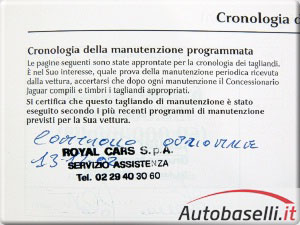 Cronologia d
Cronologia della manutenzione programmata
Le pagine seguenti sono state approntate per la cronologia dei tagliandi.
È nel Suo interesse, quale prova della manutenzione periodica ricevuta
dalla vettura, accertarsi che dopo ogni manutenzione il Concessionario
Jaguar compili e timbri i tagliandi appropriati.
Si certifica che questo tagliando di manutenzione è stato
eseguito secondo i più recenti programmi di manutenzione
previsti per la Sua vettura.
ROYAL CARS S.p.A.
SERVIZIO ASSISTENZA
Tel. 02 29 40 30 60
Autobaselli.it